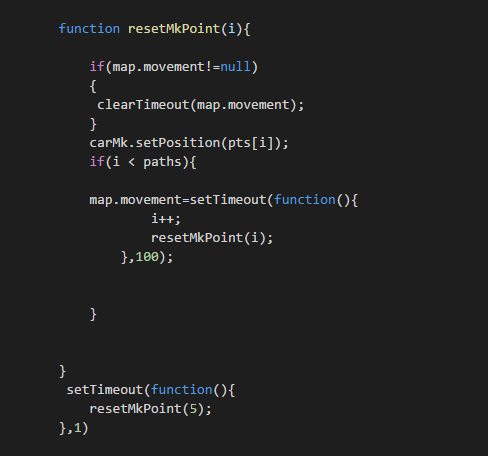 function resetMkPoint(i){
if(map.movement!=null)
{
clearTimeout(map.movement);
}
carMk.setPosition(pts[i]);
if(i < paths){
map.movement=setTimeout(function(){
i++;
resetMkPoint(i);
},100);
}
}
setTimeout(function(){
resetMkPoint(5);
},1)